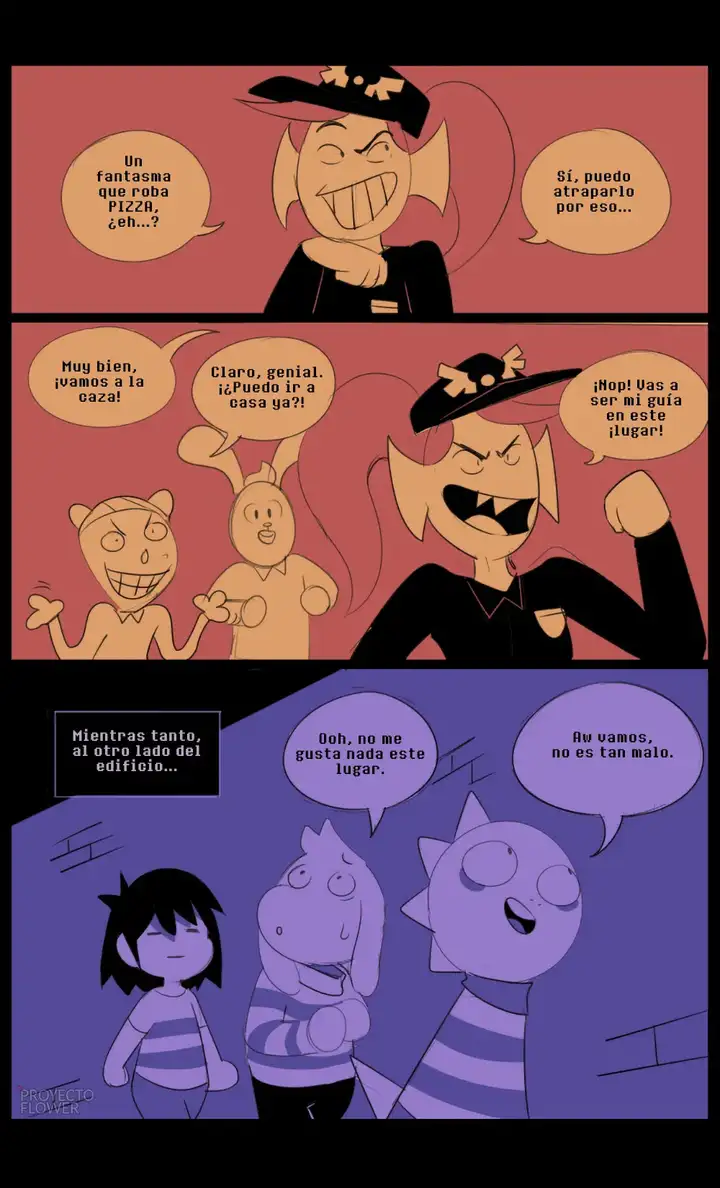 Un
fantasma
que roba
PIZZA,
¿eh...?
Sí, puedo
atraparlo
por eso...
Muy bien,
¡vamos a la
caza!
Claro, genial.
¡¿Puedo ir a
casa ya?!
¡Nop! Vas a
ser mi guía
en este
¡lugar!
Mientras tanto,
al otro lado del
edificio...
Ooh, no me
gusta nada este
lugar.
Aw vamos,
no es tan malo.
PROYECTO
FLOWER